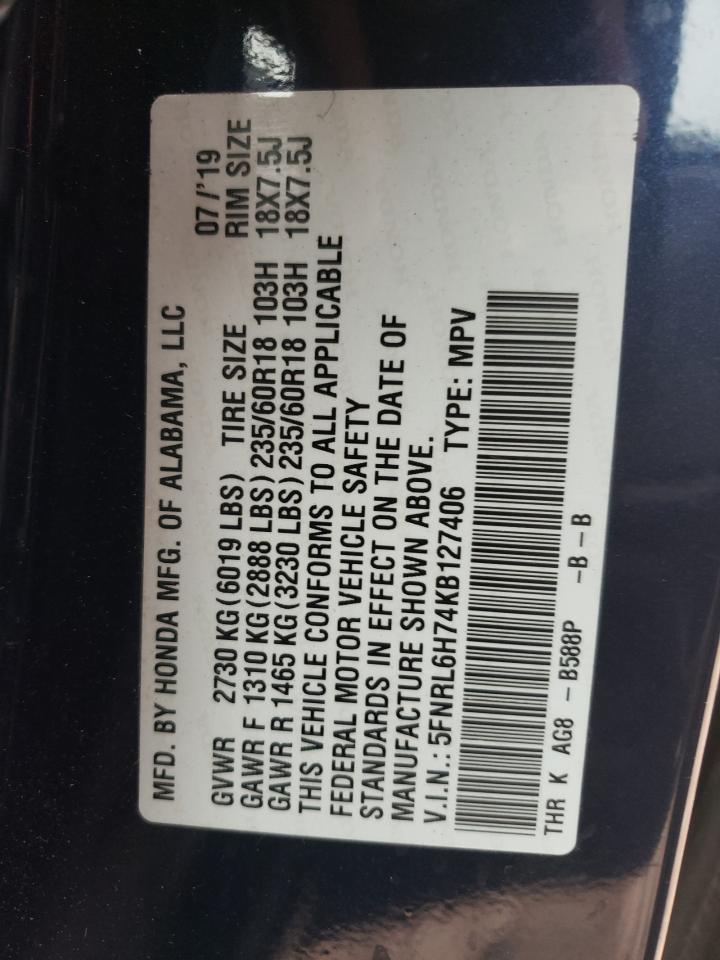 MFD. BY HONDA MFG. OF ALABAMA, LLC
07/'19
GVWR 2730 KG(6019 LBS) TIRE SIZE RIM SIZE
GAWR F 1310 KG(2888 LBS)235/60R18 103H 18X7.5J
GAWR R 1465 KG(3230 LBS)235/60R18 103H 18X7.5J
THIS VEHICLE CONFORMS TO ALL APPLICABLE
FEDERAL MOTOR VEHICLE SAFETY
STANDARDS IN EFFECT ON THE DATE OF
MANUFACTURE SHOWN ABOVE.
V.I.N.: 5FNRL6H74KB127406 TYPE: MPV
THR K AG8 - B588P -B - B